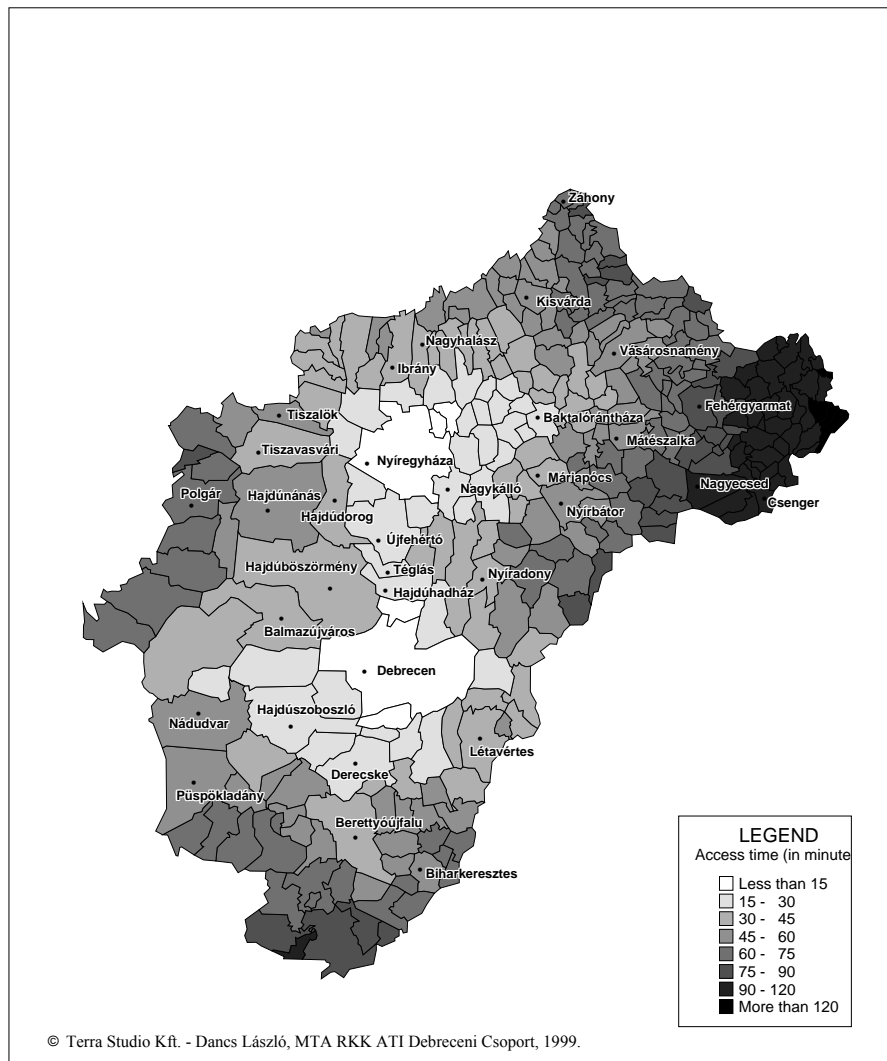 Záhony
Kisvárda
Nagyhalász
Vásárosnamény
Ibrány
Fehérgyarmat
Tiszalök
Baktalórántháza
Mátészalka
Tiszavasvári
Nyíregyháza
Máriapócs
Nagyecsed
Polgár
Hajdúnánás
Nagykálló
Csenger
Hajdúdorog
Nyírbátor
Újfehértó
Hajdúböszörmény
Téglás
Nyíradony
Hajdúhadház
Balmazújváros
Debrecen
Hajdúszoboszló
Nádudvar
Létavértes
Derecske
Püspökladány
Berettyóújfalu
Biharkeresztes
LEGEND
Access time (in minute
Less than 15
15 - 30
30 - 45
45 - 60
60 - 75
75 - 90
90 - 120
More than 120
© Terra Studio Kft. - Dancs László, MTA RKK ATI Debreceni Csoport, 1999.